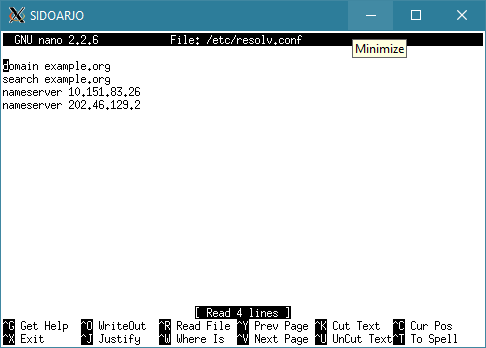 SIDOARJO
GNU nano 2.2.6 File: /etc/resolv.conf
Minimize
domain example.org
search example.org
nameserver 10.151.83.26
nameserver 202.46.129.2
[ Read 4 lines ]
^G Get Help ^O WriteOut ^R Read File ^Y Prev Page ^K Cut Text ^C Cur Pos
^X Exit ^J Justify ^W Where Is ^V Next Page ^U UnCut Text ^T To Spell